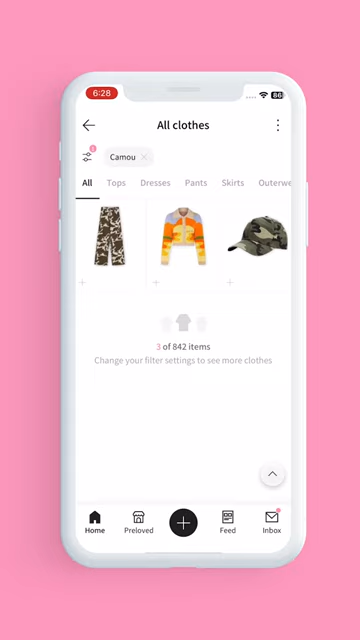 6:28
86
All clothes
1
Camou
All Tops Dresses Pants Skirts Outerwe
3 of 842 items
Change your filter settings to see more clothes
Home Preloved Feed Inbox